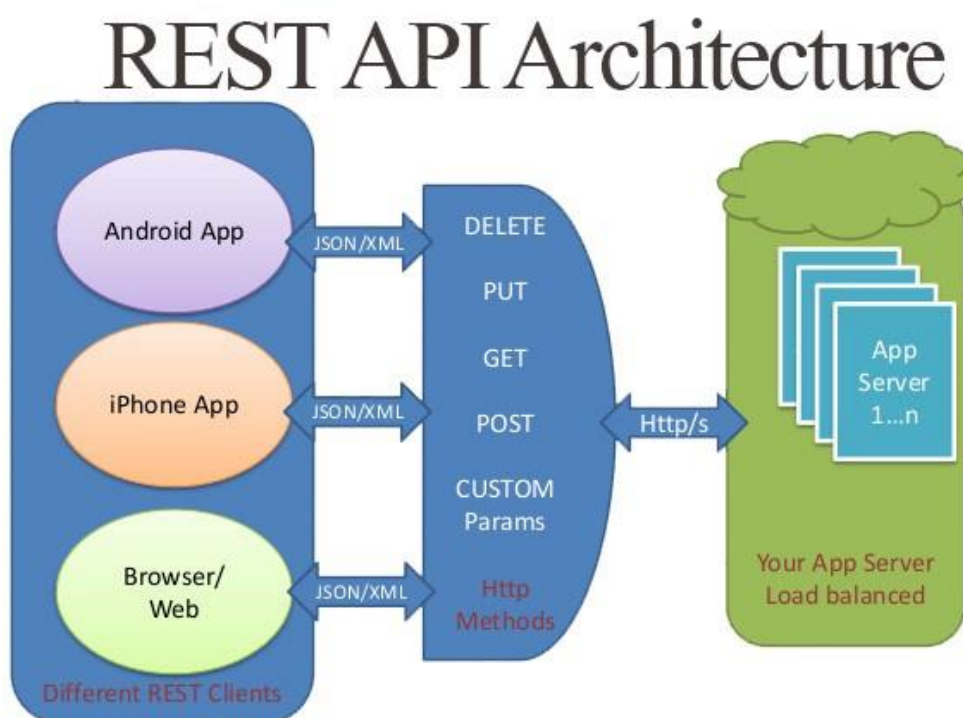 REST API Architecture
Android App
iPhone App
Browser/
Web
Different REST Clients
JSON/XML
JSON/XML
JSON/XML
DELETE
PUT
GET
POST
CUSTOM
Params
Http
Methods
Http/s
App
Server
1...n
Your App Server
Load balanced